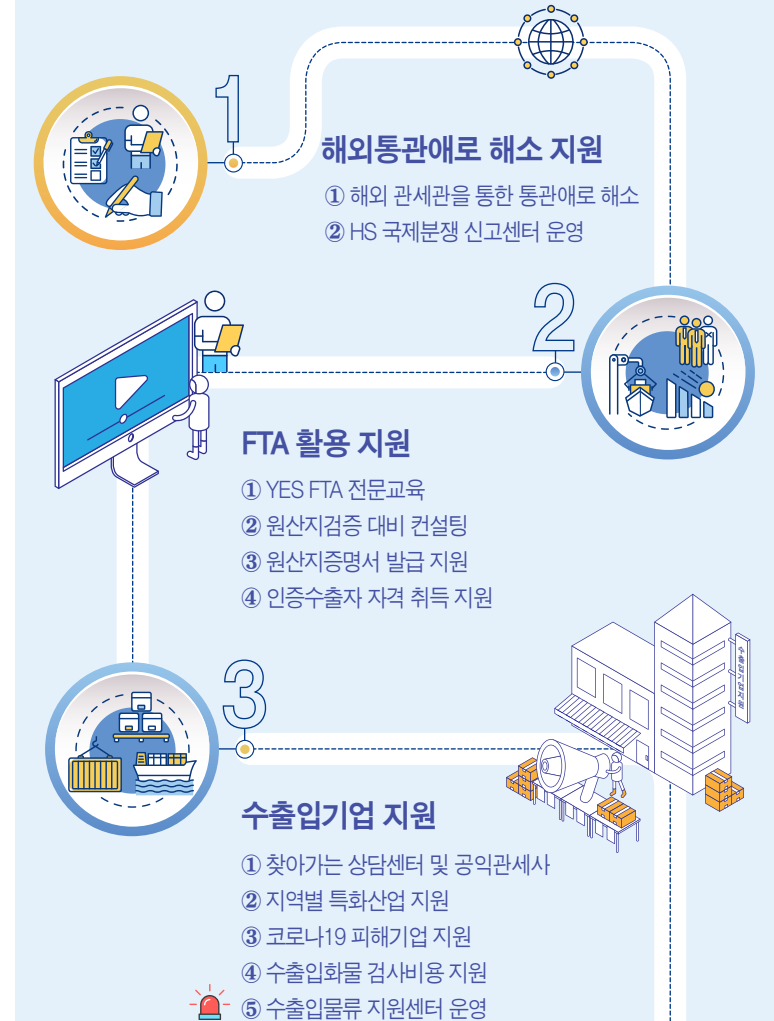 1
해외통관애로 해소 지원
① 해외 관세관을 통한 통관애로 해소
② HS 국제분쟁 신고센터 운영
2
FTA 활용 지원
① YES FTA 전문교육
② 원산지검증 대비 컨설팅
③ 원산지증명서 발급 지원
④ 인증수출자 자격 취득 지원
수출입기업지원
3
수출입기업 지원
① 찾아가는 상담센터 및 공익관세사
② 지역별 특화산업 지원
③ 코로나19 피해기업 지원
④ 수출입화물 검사비용 지원
⑤ 수출입물류 지원센터 운영